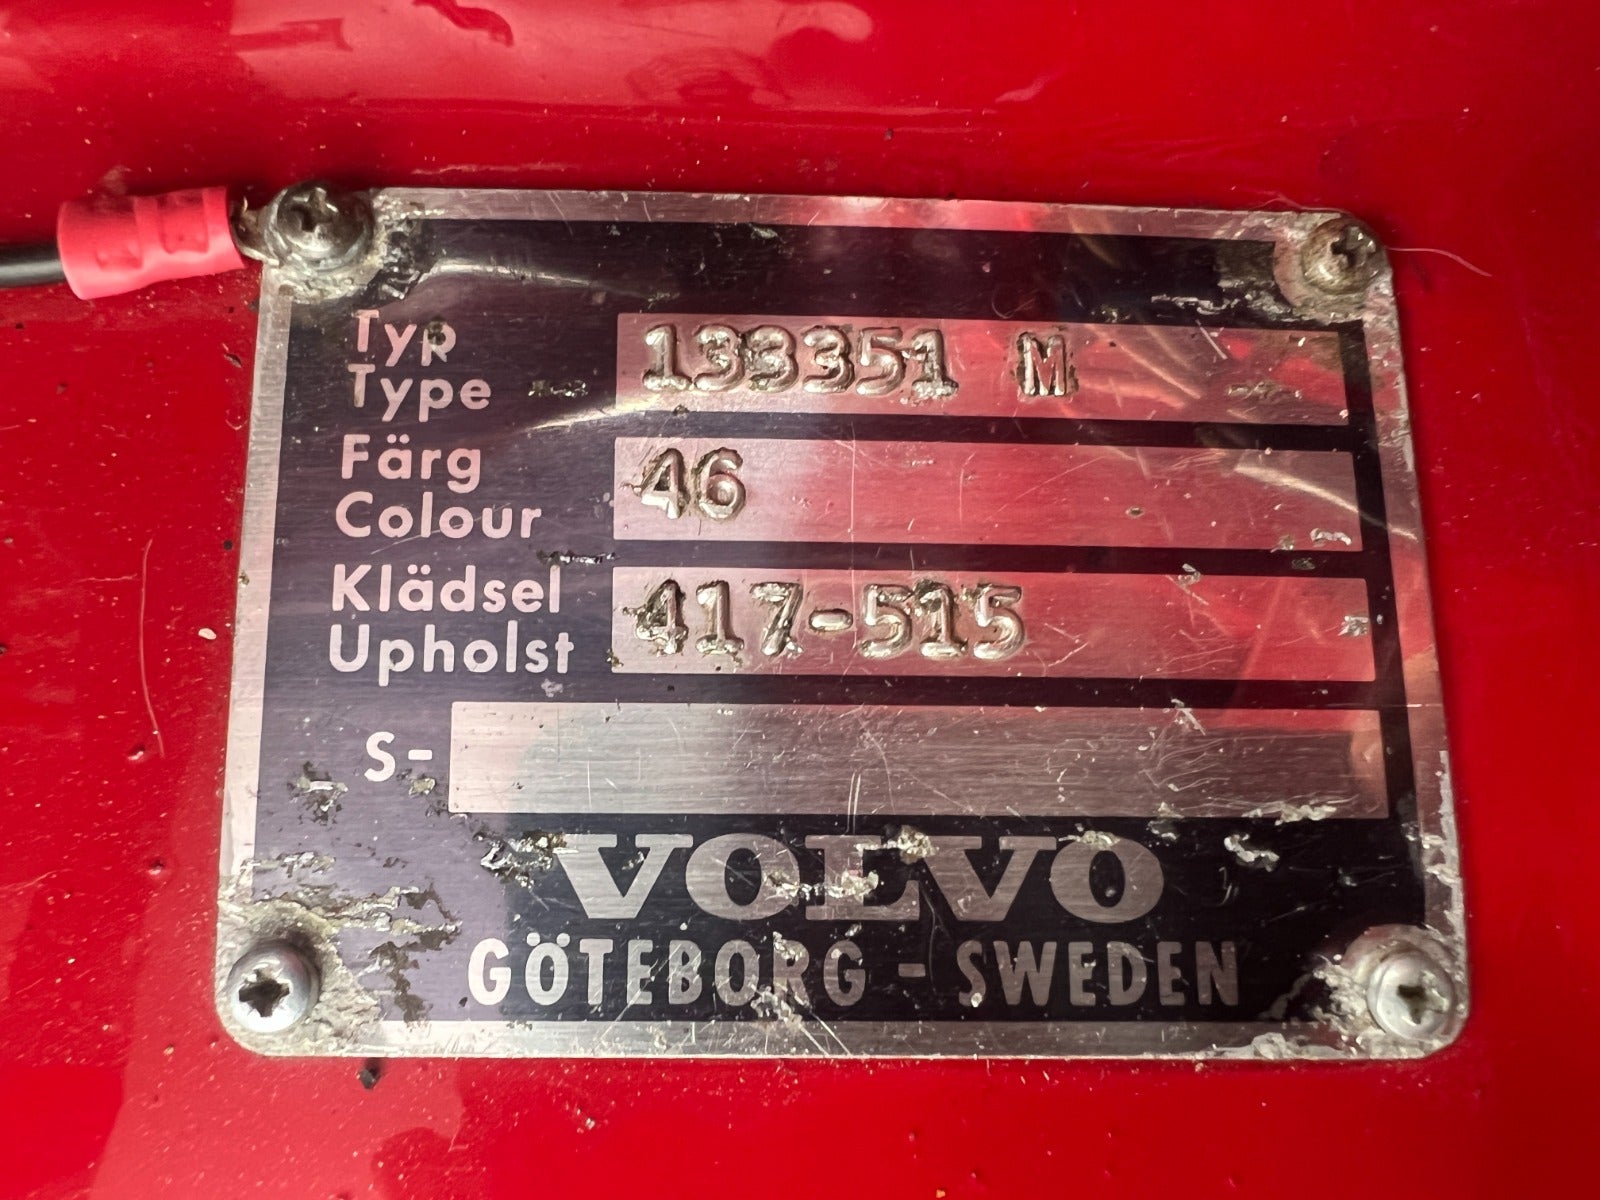 Typ
Type 133351 M
Färg
Colour 46
Klädsel
Upholst 417-515
S-
VOLVO
GÖTEBORG - SWEDEN